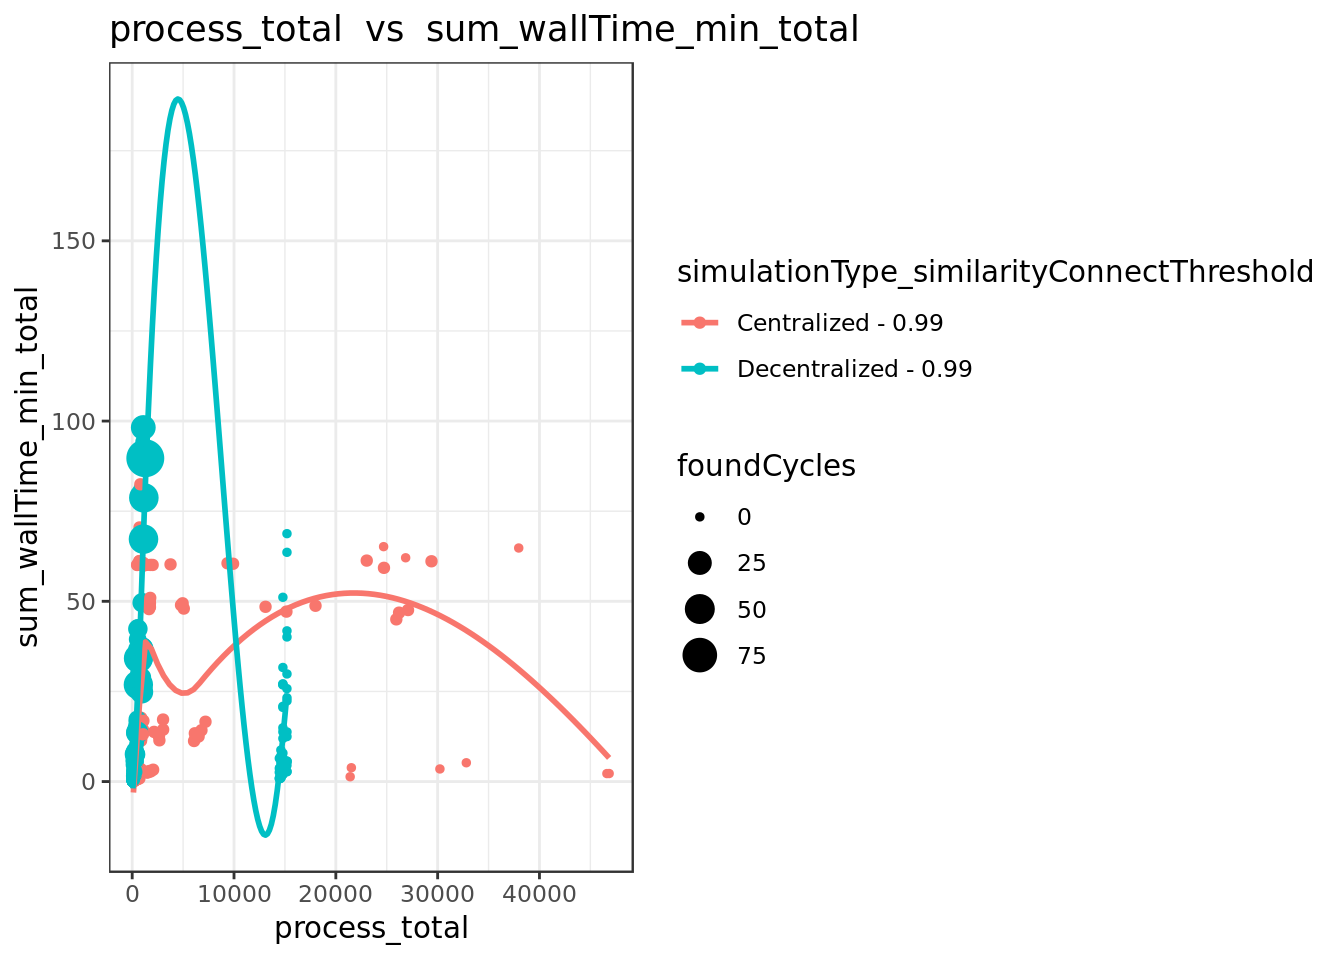 process_total  vs  sum_wallTime_min_total
sum_wallTime_min_total
150
100
50
0
0
10000
20000
30000
40000
process_total
simulationType_similarityConnectThreshold
Centralized - 0.99
Decentralized - 0.99
foundCycles
0
25
50
75